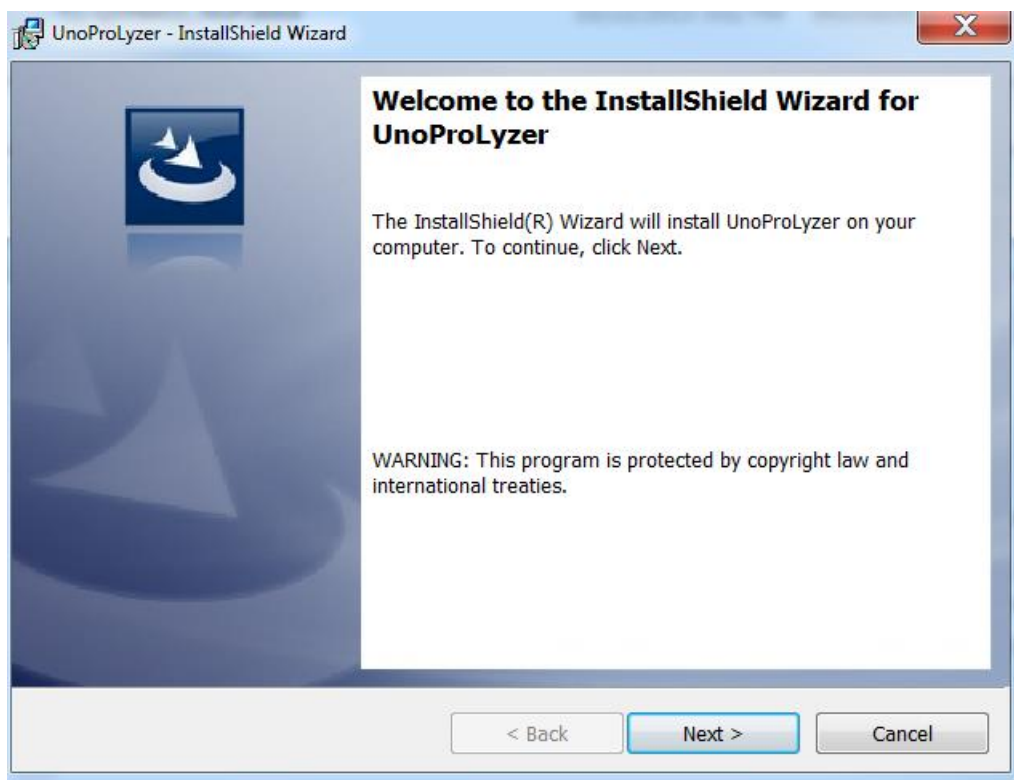 UnoProLyzer - InstallShield Wizard
Welcome to the InstallShield Wizard for
UnoProLyzer
The InstallShield(R) Wizard will install UnoProLyzer on your
computer. To continue, click Next.
WARNING: This program is protected by copyright law and
international treaties.
< Back Next > Cancel